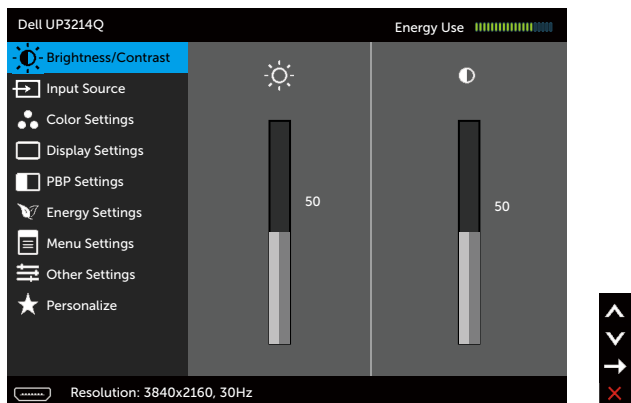 Dell UP3214Q
Energy Use
Brightness/Contrast
Input Source
Color Settings
Display Settings
PBP Settings
Energy Settings
Menu Settings
Other Settings
Personalize
50
50
Resolution: 3840x2160, 30Hz